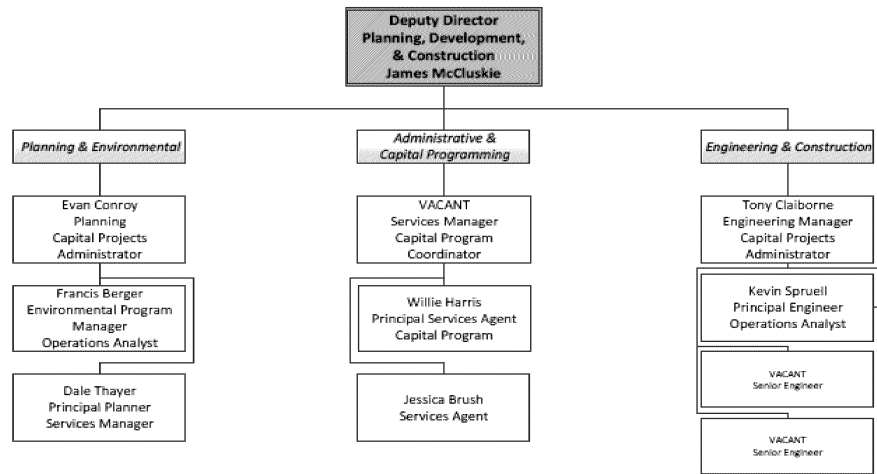 Deputy Director
Planning, Development,
& Construction
James McCluskie
Planning & Environmental
Administrative &
Capital Programming
Engineering & Construction
Evan Conroy
Planning
Capital Projects
Administrator
VACANT
Services Manager
Capital Program
Coordinator
Tony Claiborne
Engineering Manager
Capital Projects
Administrator
Francis Berger
Environmental Program
Manager
Operations Analyst
Willie Harris
Principal Services Agent
Capital Program
Kevin Spruell
Principal Engineer
Operations Analyst
Dale Thayer
Principal Planner
Services Manager
Jessica Brush
Services Agent
VACANT
Senior Engineer
VACANT
Senior Engineer